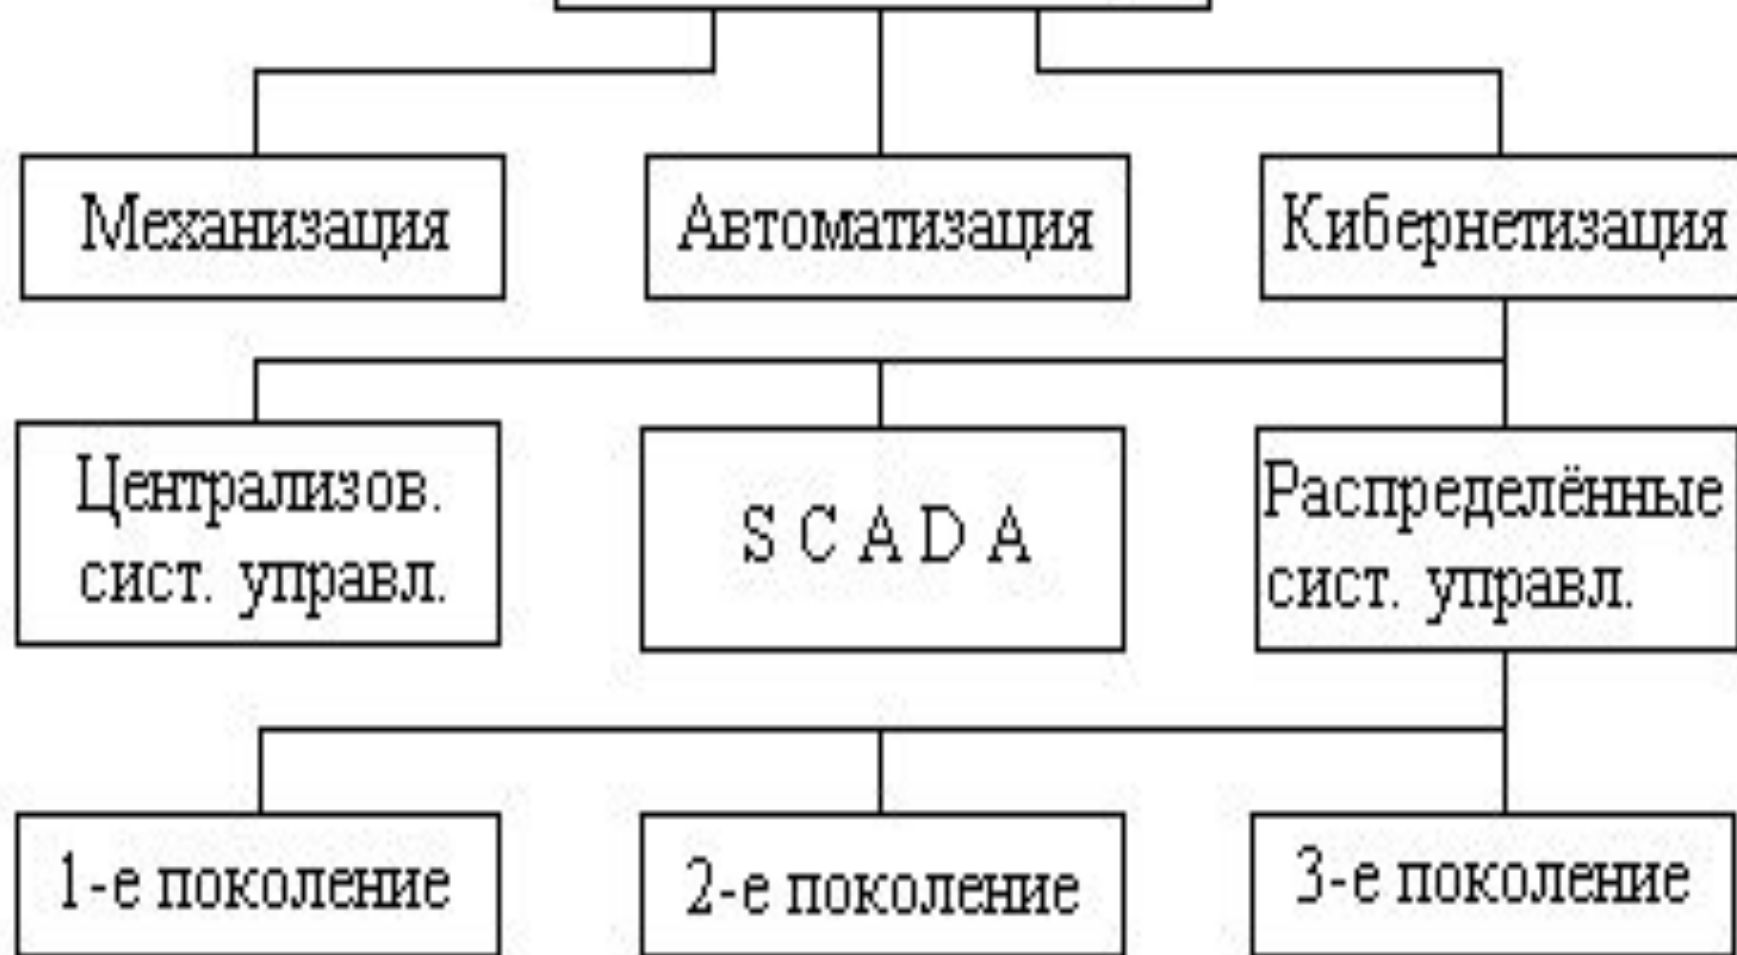 Механизация
Автоматизация
Кибернетизация
Централизов.
сист. управл.
S C A D A
Распределённые
сист. управл.
1-е поколение
2-е поколение
3-е поколение